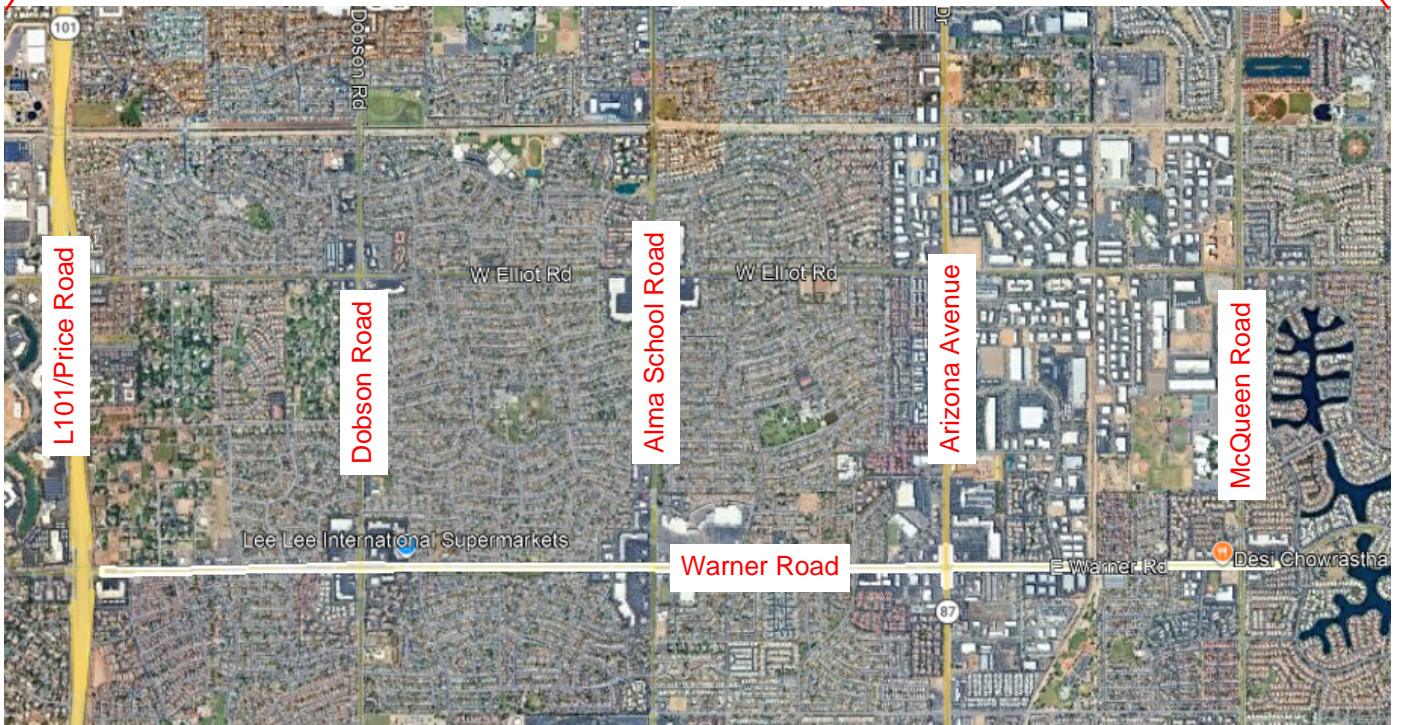 101
Dobson Rd
Dr
W Elliot Rd
W Elliot Rd
L101/Price Road
Dobson Road
Alma School Road
Arizona Avenue
McQueen Road
Lee Lee International Supermarkets
Warner Road
E Warner Rd
Desi Chowrastha
87